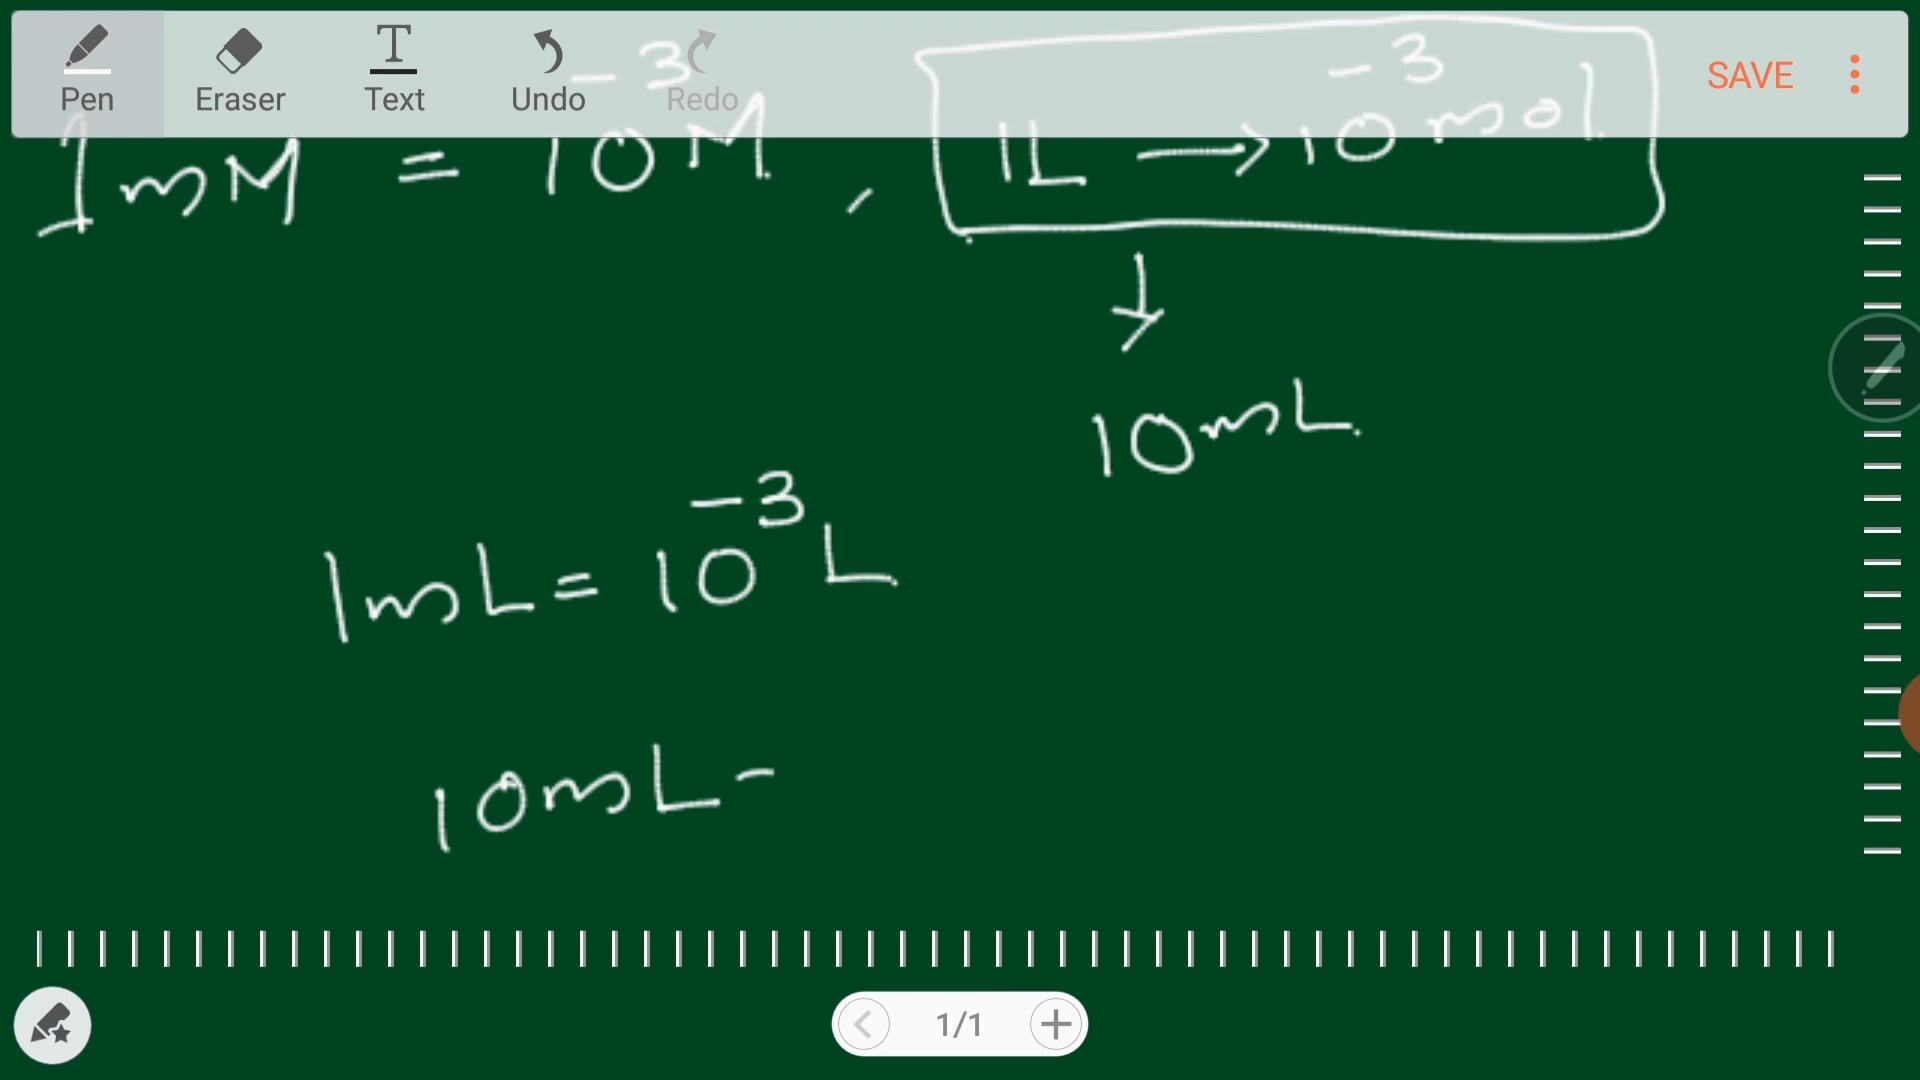 Pen Eraser Text Undo Redo SAVE
1mM = 10⁻³M, 1L → 10⁻³mol
10mL
1mL = 10⁻³L
10mL -
1/1